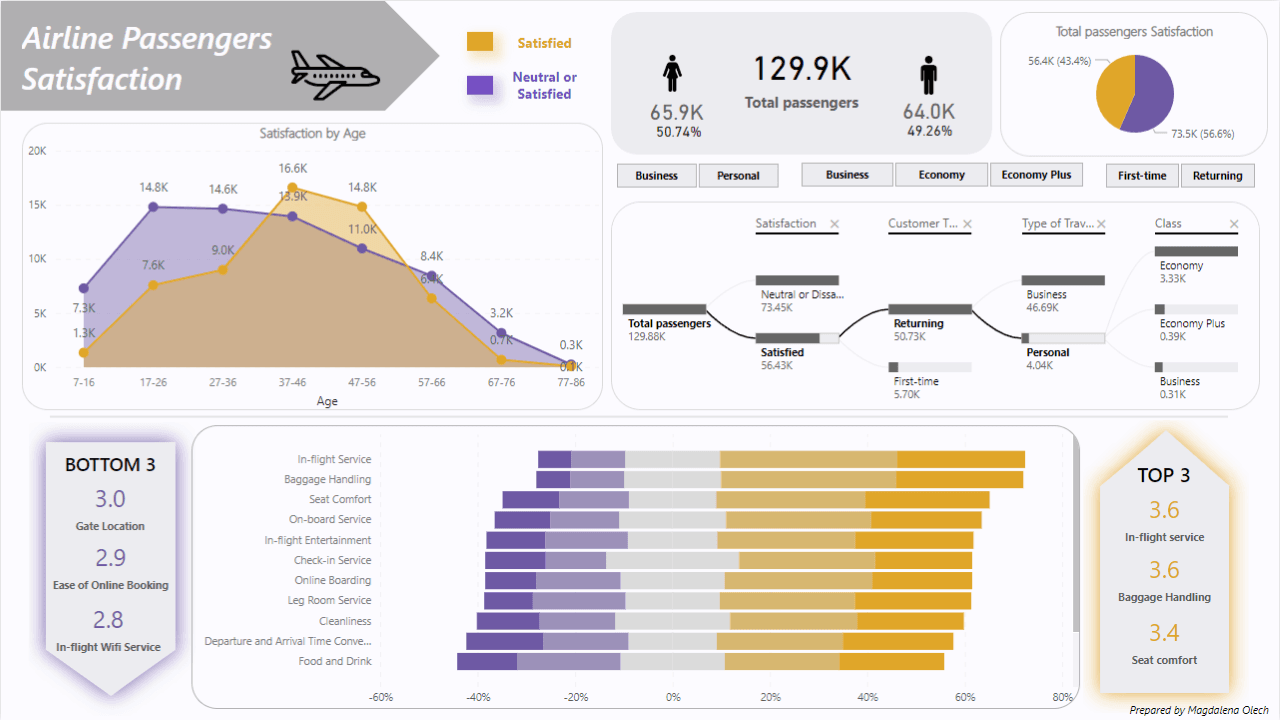 Airline Passengers
Satisfaction
Satisfied
Neutral or
Satisfied
129.9K
Total passengers
65.9K
50.74%
64.0K
49.26%
Total passengers Satisfaction
56.4K (43.4%)
73.5K (56.6%)
Satisfaction by Age
20K
15K
10K
5K
0K
7.3K
14.8K
14.6K
13.9K
11.0K
8.4K
3.2K
0.3K
1.3K
7.6K
9.0K
16.6K
14.8K
0.7K
7-16
17-26
27-36
37-46
47-56
57-66
67-76
77-86
Age
Business
Personal
Business
Economy
Economy Plus
First-time
Returning
Satisfaction
Customer T...
Type of Trav...
Class
Total passengers
129.88K
Neutral or Dissa...
73.45K
Satisfied
56.43K
Returning
50.73K
First-time
5.70K
Business
46.69K
Personal
4.04K
Economy
3.33K
Economy Plus
0.39K
Business
0.31K
BOTTOM 3
3.0
Gate Location
2.9
Ease of Online Booking
2.8
In-flight Wifi Service
In-flight Service
Baggage Handling
Seat Comfort
On-board Service
In-flight Entertainment
Check-in Service
Online Boarding
Leg Room Service
Cleanliness
Departure and Arrival Time Conve...
Food and Drink
-60%
-40%
-20%
0%
20%
40%
60%
80%
TOP 3
3.6
In-flight service
3.6
Baggage Handling
3.4
Seat comfort
Prepared by Magdalena Olech